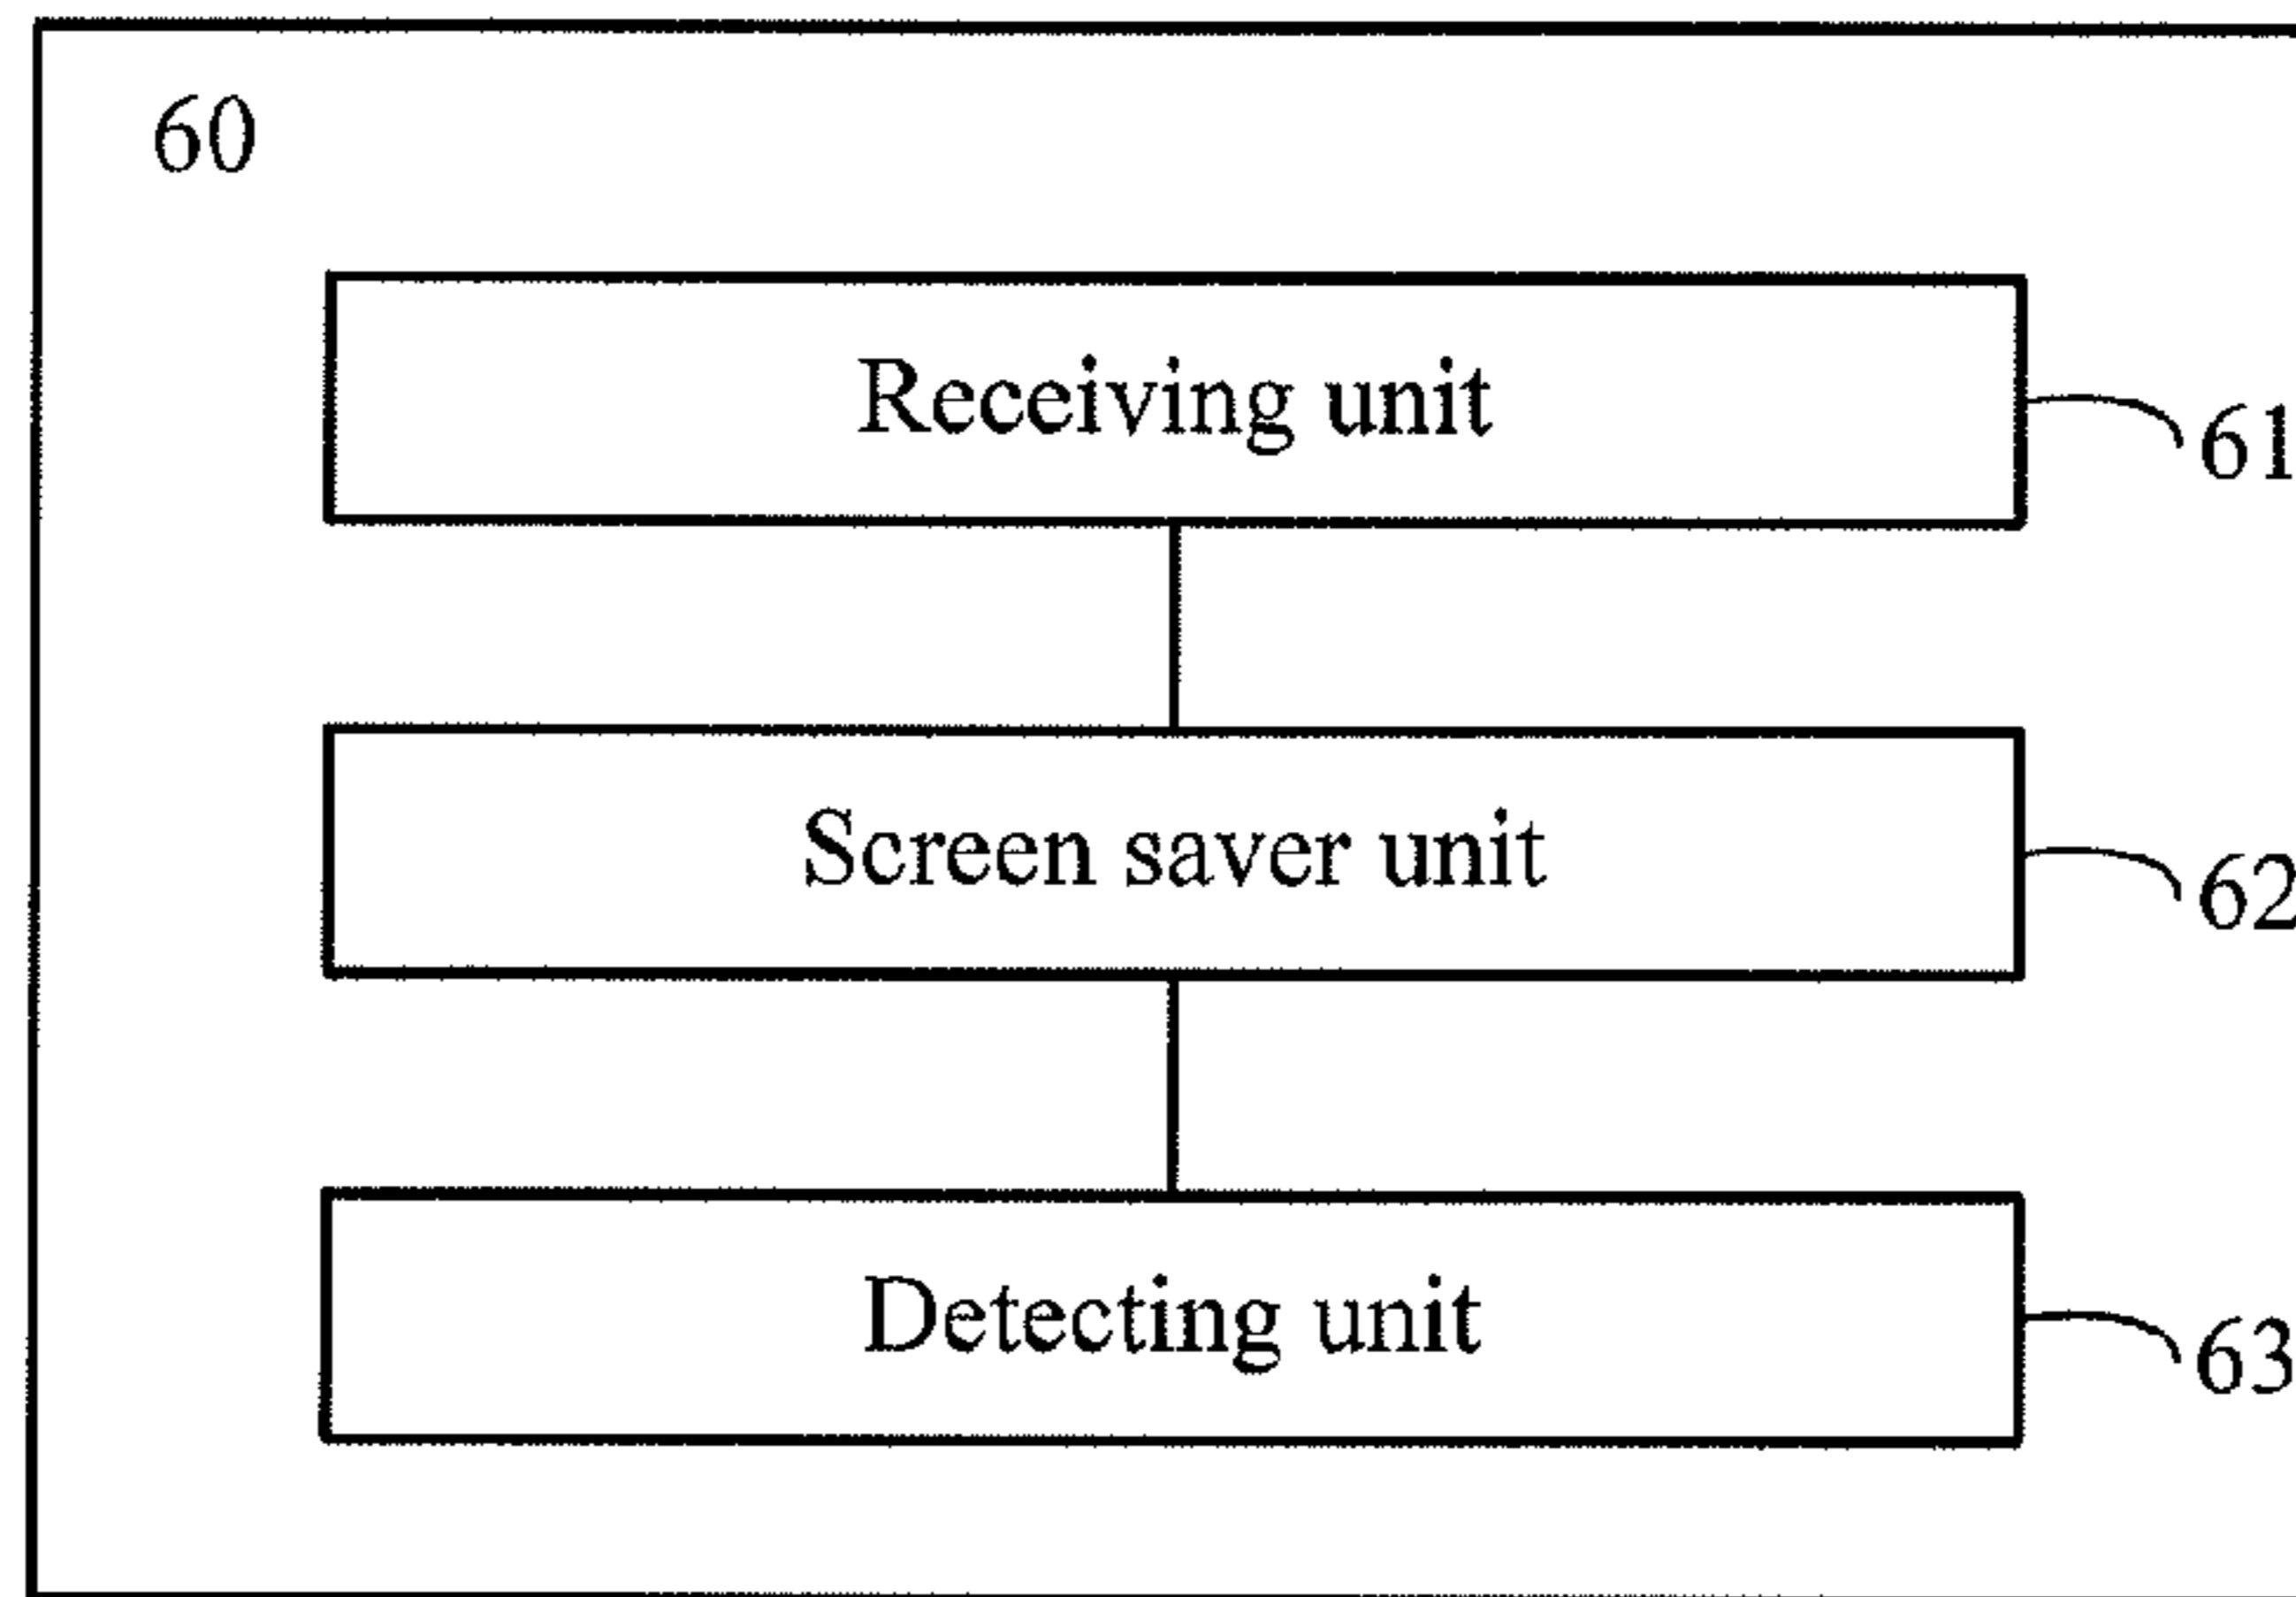 60
Receiving unit
61
Screen saver unit
62
Detecting unit
63